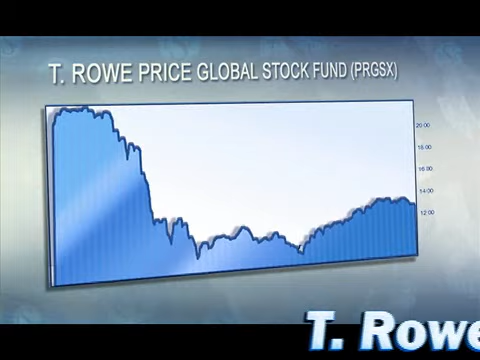 T. ROWE PRICE GLOBAL STOCK FUND (PRGSX)
20.00
18.00
16.00
14.00
12.00
T. Rowe